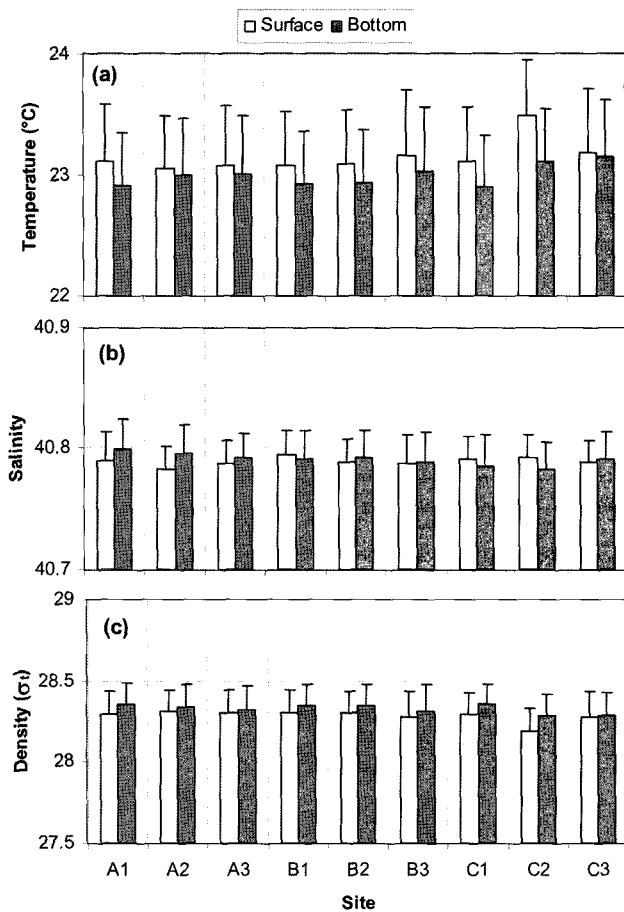 Surface Bottom
(a)
Temperature (°C)
24
23
22
(b)
Salinity
40.9
40.8
40.7
(c)
Density (σt)
29
28.5
28
27.5
A1 A2 A3 B1 B2 B3 C1 C2 C3
Site